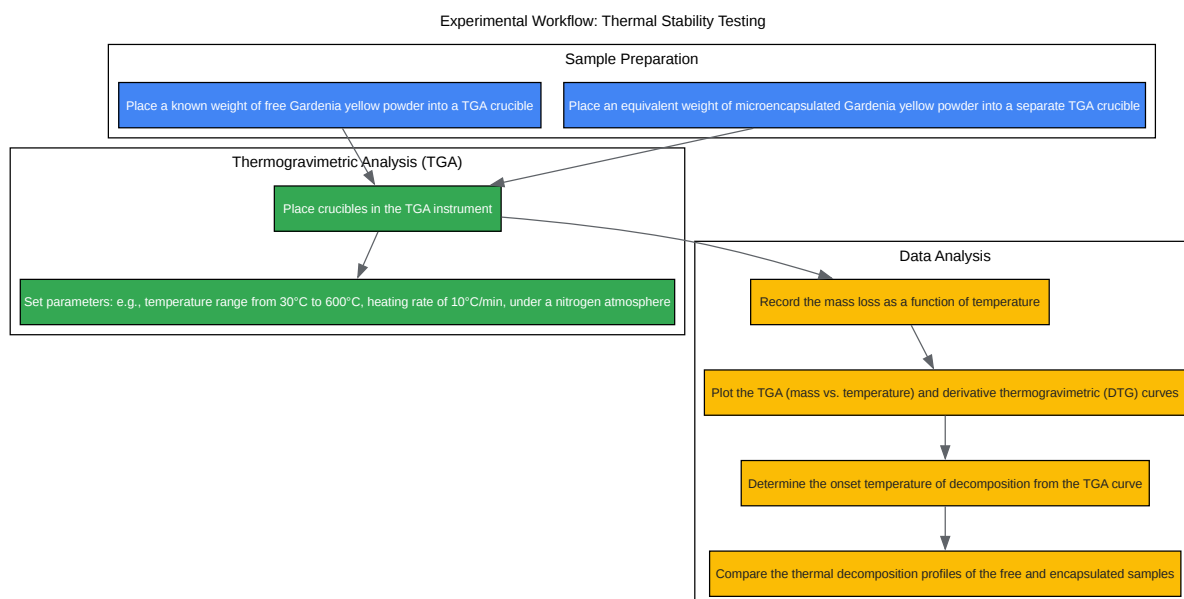 Experimental Workflow: Thermal Stability Testing
Sample Preparation
Place a known weight of free Gardenia yellow powder into a TGA crucible
Place an equivalent weight of microencapsulated Gardenia yellow powder into a separate TGA crucible
Thermogravimetric Analysis (TGA)
Place crucibles in the TGA instrument
Set parameters: e.g., temperature range from 30°C to 600°C, heating rate of 10°C/min, under a nitrogen atmosphere
Data Analysis
Record the mass loss as a function of temperature
Plot the TGA (mass vs. temperature) and derivative thermogravimetric (DTG) curves
Determine the onset temperature of decomposition from the TGA curve
Compare the thermal decomposition profiles of the free and encapsulated samples